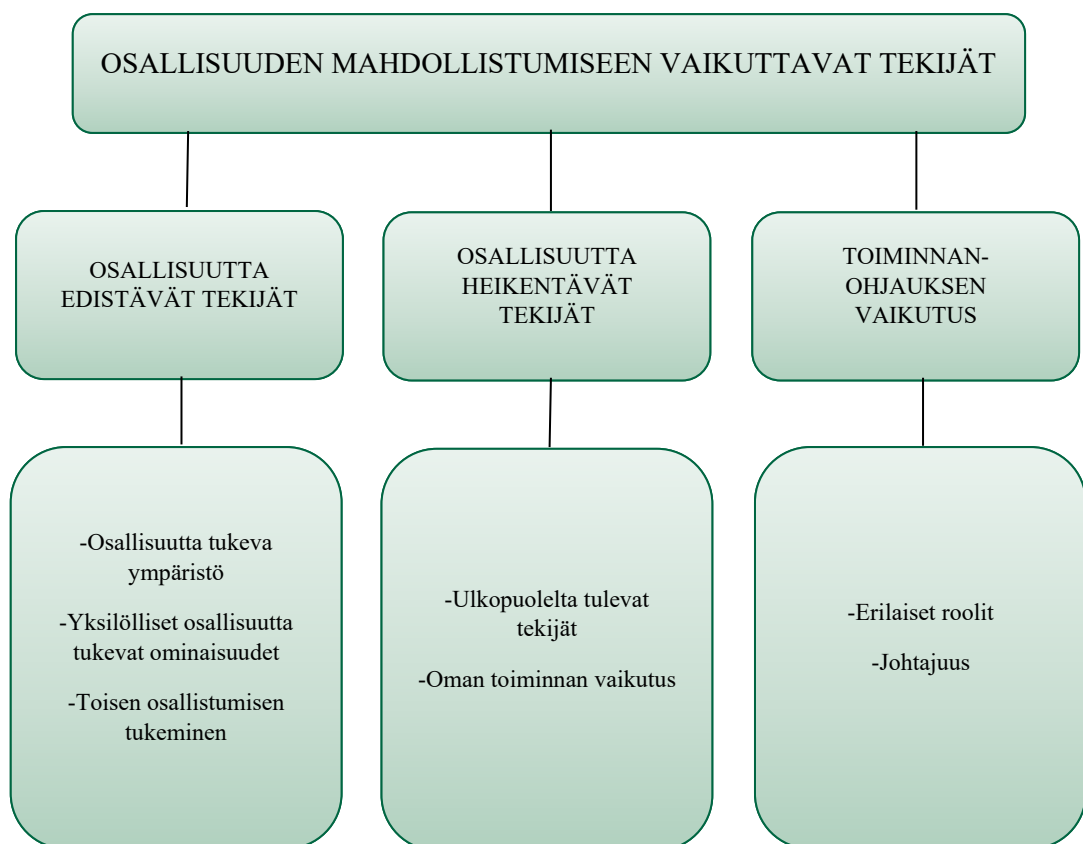 OSALLISUUDEN MAHDOLLISTUMISEEN VAIKUTTAVAT TEKIJÄT
OSALLISUUTTA
EDISTÄVÄT TEKIJÄT
OSALLISUUTTA
HEIKENTÄVÄT
TEKIJÄT
TOIMINNAN-
OHJAUKSEN
VAIKUTUS
-Osallisuutta tukeva
ympäristö
-Yksilölliset osallisuutta
tukevat ominaisuudet
-Toisen osallistumisen
tukeminen
-Ulkopuolelta tulevat
tekijät
-Oman toiminnan vaikutus
-Erilaiset roolit
-Johtajuus